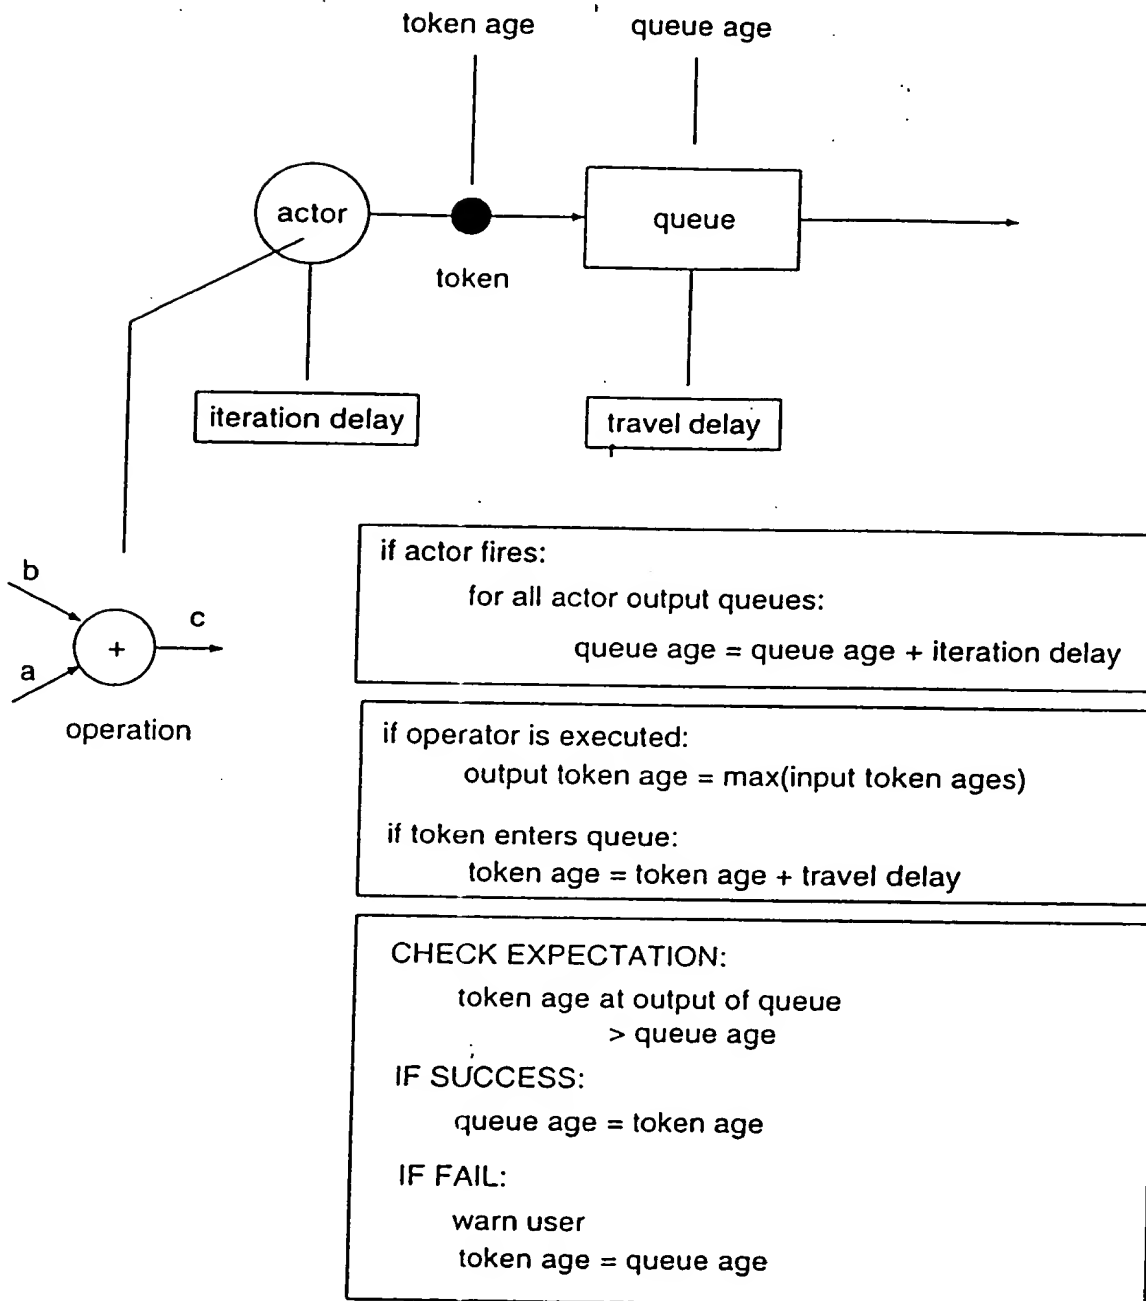 token age
queue age
actor
queue
token
iteration delay
travel delay
b
c
+
a
operation
if actor fires:
for all actor output queues:
queue age = queue age + iteration delay
if operator is executed:
output token age = max(input token ages)
if token enters queue:
token age = token age + travel delay
CHECK EXPECTATION:
token age at output of queue
> queue age
IF SUCCESS:
queue age = token age
IF FAIL:
warn user
token age = queue age